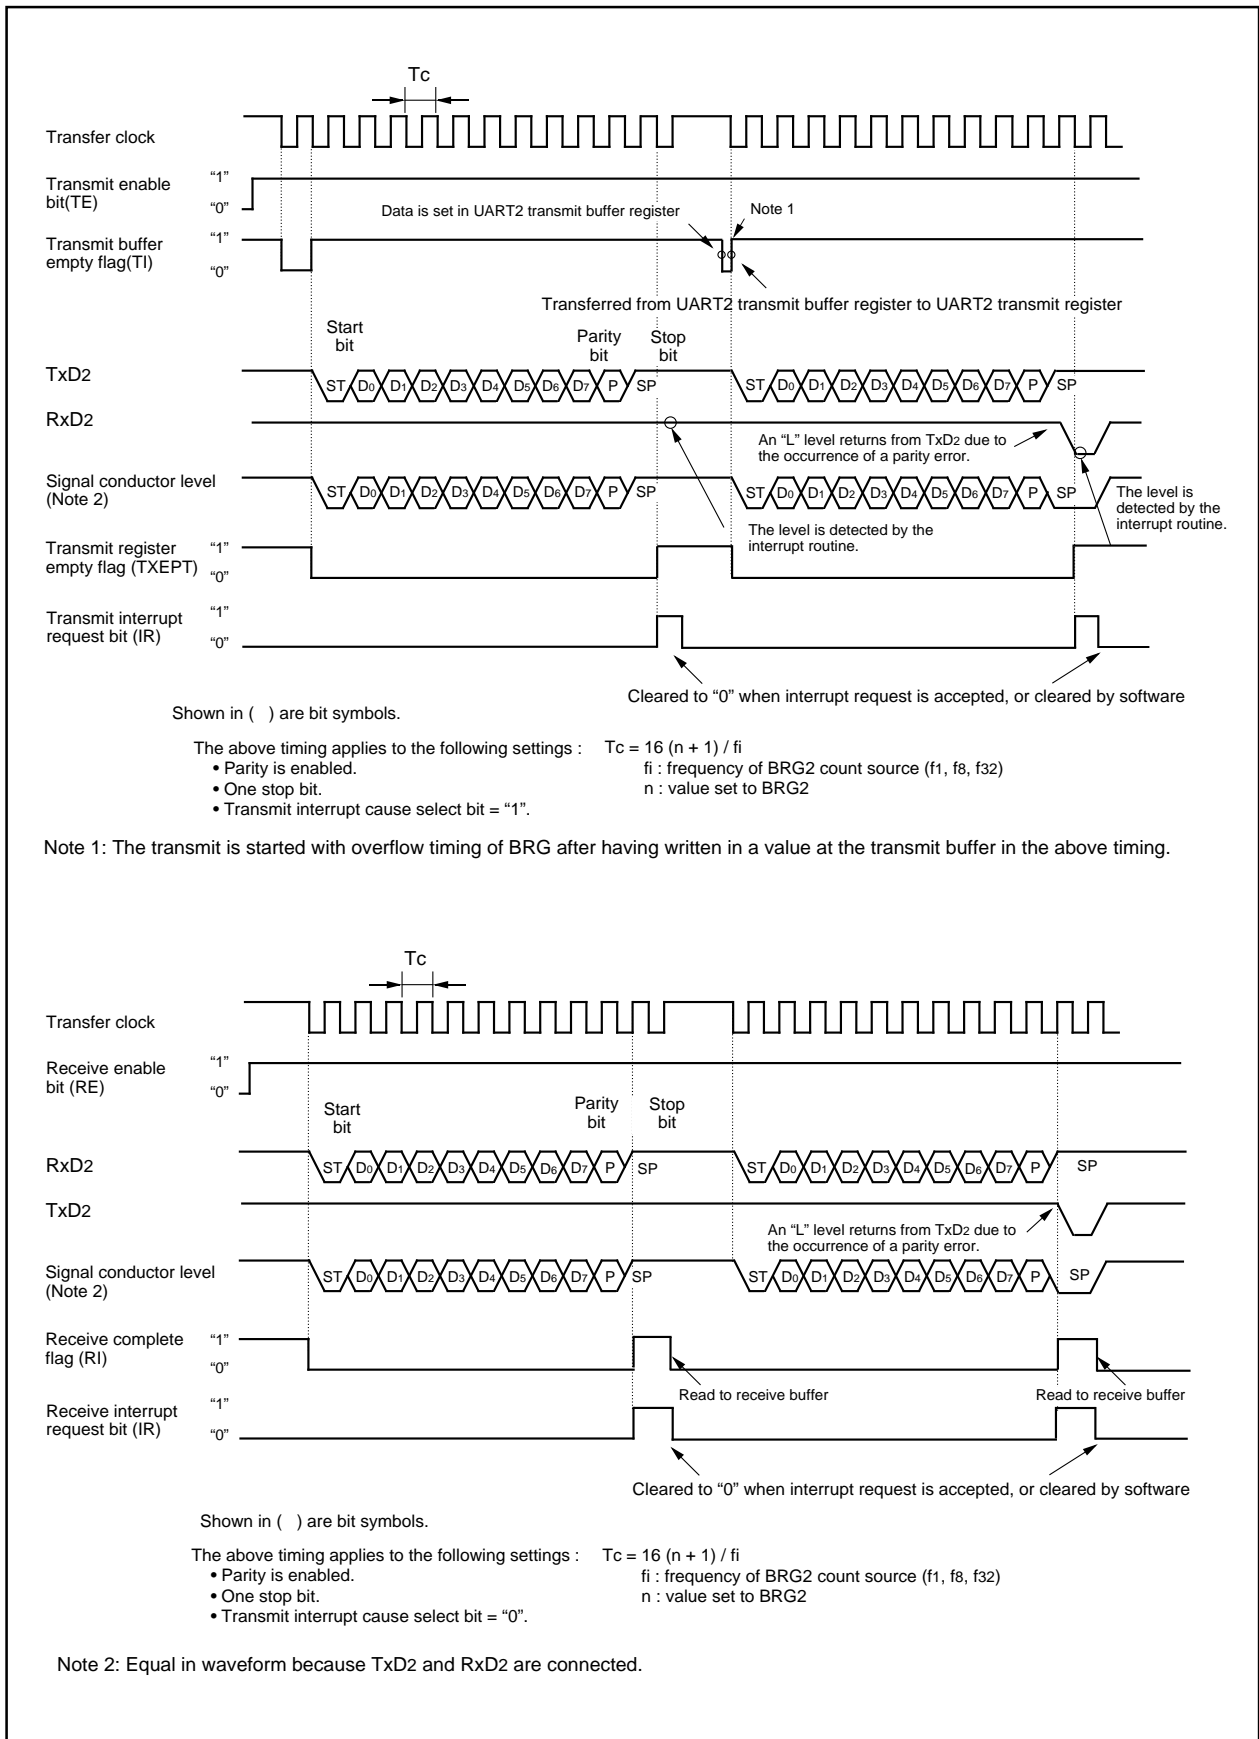 Tc
Transfer clock
Transmit enable
bit(TE)
“1”
“0”
Data is set in UART2 transmit buffer register
Note 1
Transmit buffer
empty flag(TI)
“1”
“0”
Transferred from UART2 transmit buffer register to UART2 transmit register
Start
bit
Parity
bit
Stop
bit
TxD2
ST D0 D1 D2 D3 D4 D5 D6 D7 P SP
ST D0 D1 D2 D3 D4 D5 D6 D7 P SP
RxD2
An “L” level returns from TxD2 due to
the occurrence of a parity error.
Signal conductor level
(Note 2)
ST D0 D1 D2 D3 D4 D5 D6 D7 P SP
ST D0 D1 D2 D3 D4 D5 D6 D7 P SP
The level is
detected by the
interrupt routine.
The level is detected by the
interrupt routine.
Transmit register
empty flag (TXEPT)
“1”
“0”
Transmit interrupt
request bit (IR)
“1”
“0”
Cleared to “0” when interrupt request is accepted, or cleared by software
Shown in ( ) are bit symbols.
The above timing applies to the following settings :
• Parity is enabled.
• One stop bit.
• Transmit interrupt cause select bit = “1”.
Tc = 16 (n + 1) / fi
fi : frequency of BRG2 count source (f1, f8, f32)
n : value set to BRG2
Note 1: The transmit is started with overflow timing of BRG after having written in a value at the transmit buffer in the above timing.
Tc
Transfer clock
Receive enable
bit (RE)
“1”
“0”
Start
bit
Parity
bit
Stop
bit
RxD2
ST D0 D1 D2 D3 D4 D5 D6 D7 P SP
ST D0 D1 D2 D3 D4 D5 D6 D7 P SP
TxD2
An “L” level returns from TxD2 due to
the occurrence of a parity error.
Signal conductor level
(Note 2)
ST D0 D1 D2 D3 D4 D5 D6 D7 P SP
ST D0 D1 D2 D3 D4 D5 D6 D7 P SP
Receive complete
flag (RI)
“1”
“0”
Read to receive buffer
Read to receive buffer
Receive interrupt
request bit (IR)
“1”
“0”
Cleared to “0” when interrupt request is accepted, or cleared by software
Shown in ( ) are bit symbols.
The above timing applies to the following settings :
• Parity is enabled.
• One stop bit.
• Transmit interrupt cause select bit = “0”.
Tc = 16 (n + 1) / fi
fi : frequency of BRG2 count source (f1, f8, f32)
n : value set to BRG2
Note 2: Equal in waveform because TxD2 and RxD2 are connected.